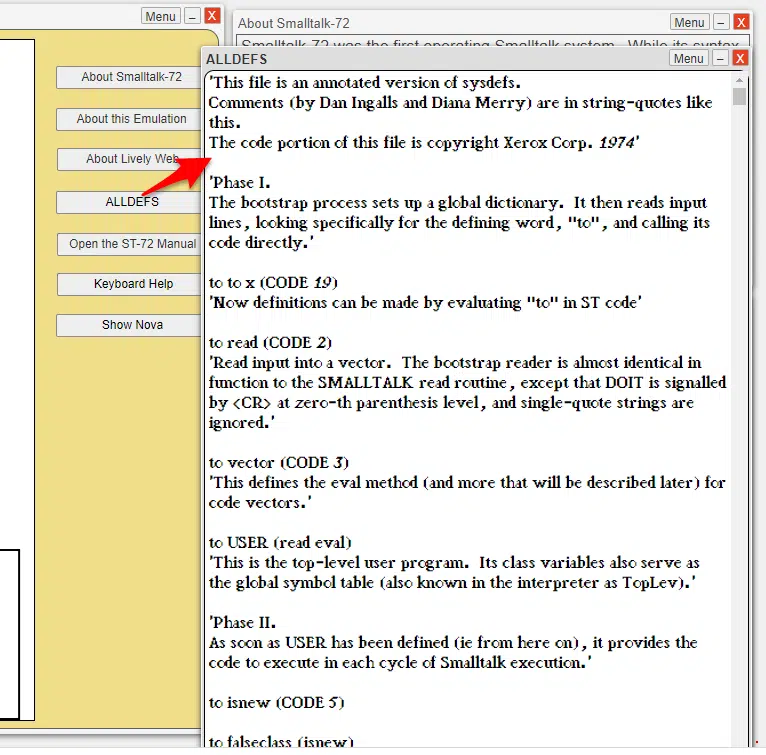 Menu
–
X
About Smalltalk-72
About this Emulation
About Lively Web
ALLDEFS
Open the ST-72 Manual
Keyboard Help
Show Nova
About Smalltalk-72
Menu
–
X
Smalltalk-72 was the first operating Smalltalk system. While its syntax
ALLDEFS
Menu
–
X
'This file is an annotated version of sysdefs.
Comments (by Dan Ingalls and Diana Merry) are in string-quotes like
this.
The code portion of this file is copyright Xerox Corp. 1974'
'Phase I.
The bootstrap process sets up a global dictionary. It then reads input
lines, looking specifically for the defining word, "to", and calling its
code directly.'
to to x (CODE 19)
'Now definitions can be made by evaluating "to" in ST code'
to read (CODE 2)
'Read input into a vector. The bootstrap reader is almost identical in
function to the SMALLTALK read routine, except that DOIT is signalled
by <CR> at zero-th parenthesis level, and single-quote strings are
ignored.'
to vector (CODE 3)
'This defines the eval method (and more that will be described later) for
code vectors.'
to USER (read eval)
'This is the top-level user program. Its class variables also serve as
the global symbol table (also known in the interpreter as TopLev).'
'Phase II.
As soon as USER has been defined (ie from here on), it provides the
code to execute in each cycle of Smalltalk execution.'
to isnew (CODE 5)
to falseclass (isnew)